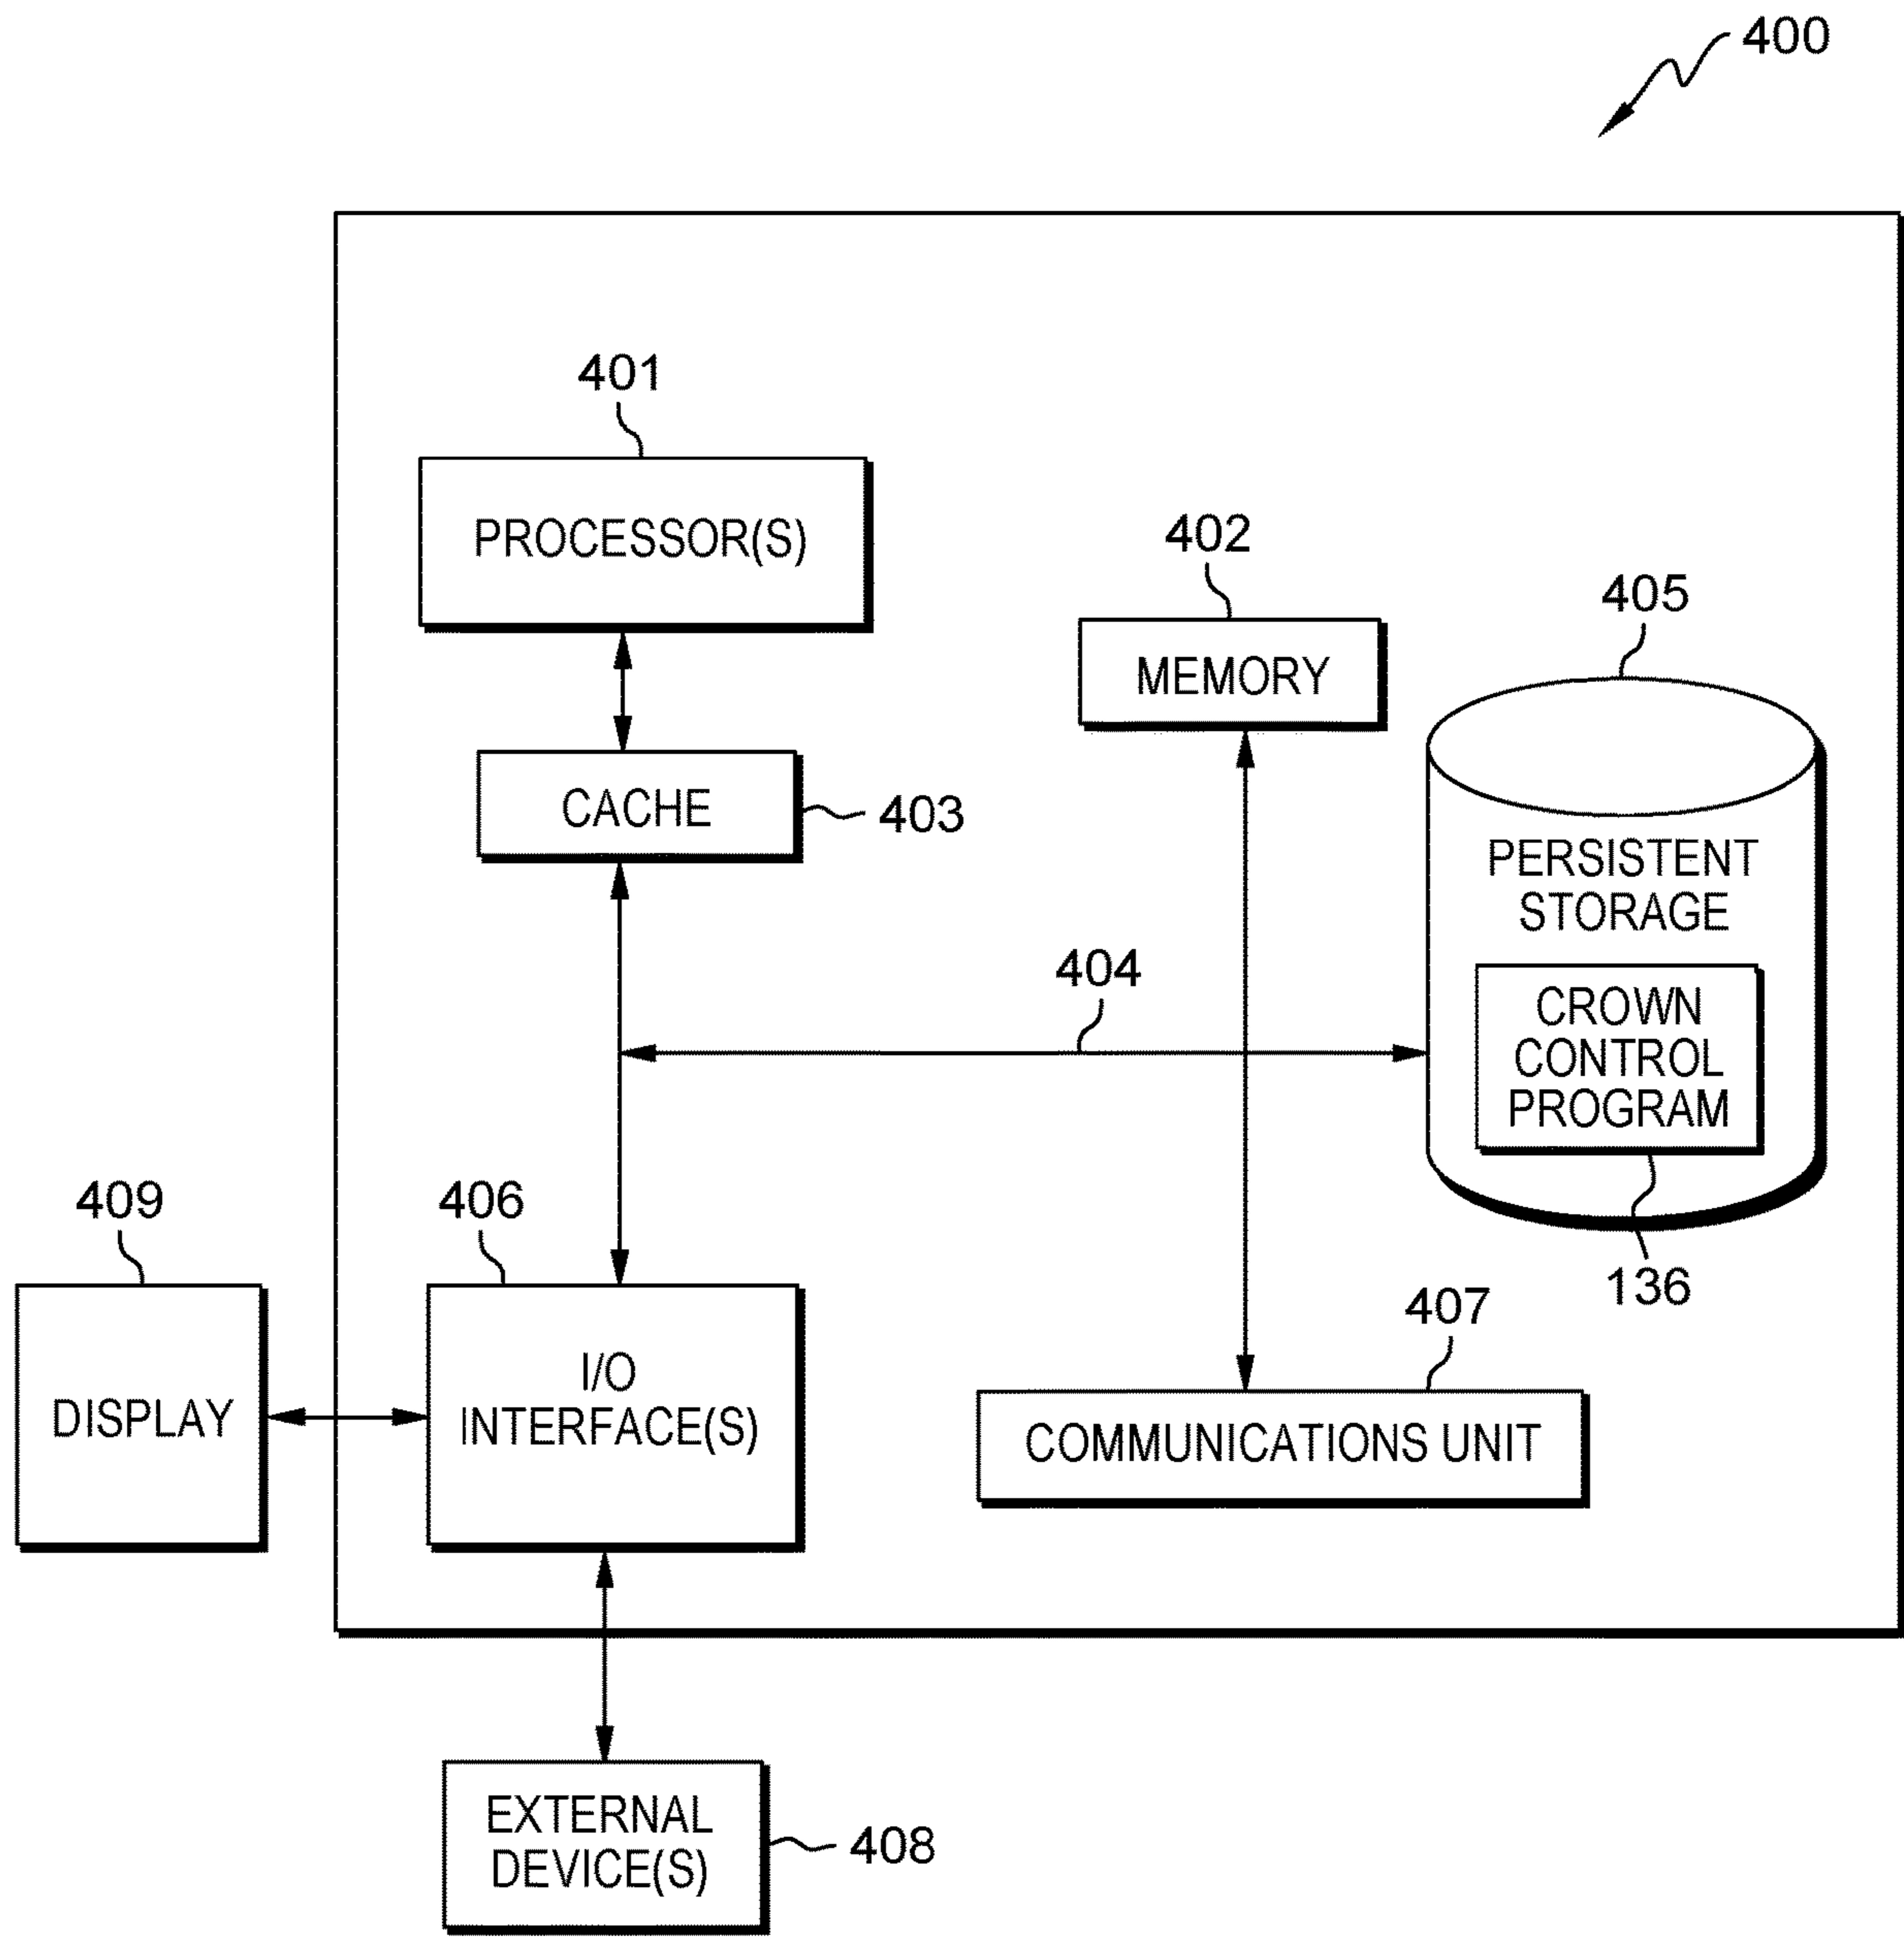 400
401
PROCESSOR(S)
402
MEMORY
405
CACHE
403
PERSISTENT
STORAGE
404
CROWN
CONTROL
PROGRAM
136
409
DISPLAY
406
I/O
INTERFACE(S)
407
COMMUNICATIONS UNIT
EXTERNAL
DEVICE(S)
408